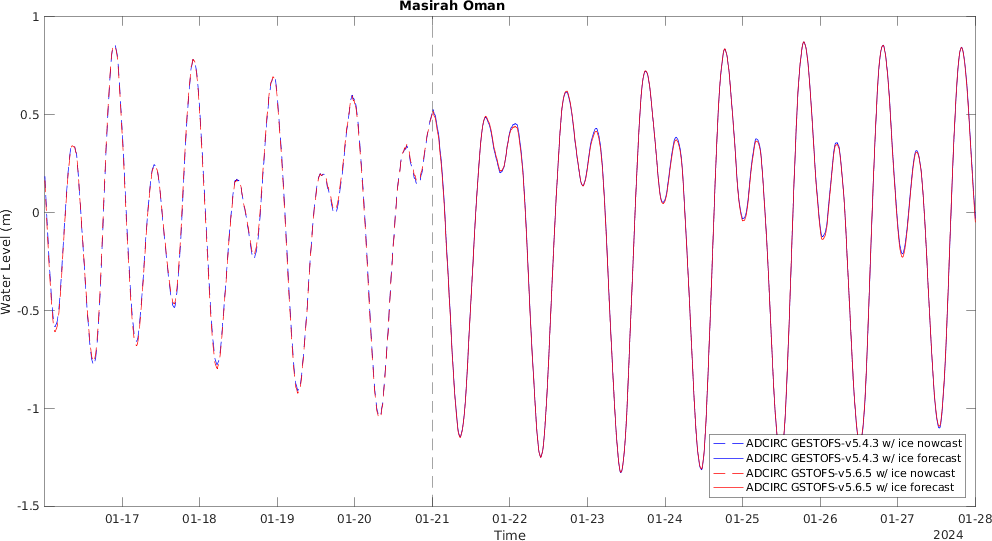 Masirah Oman
1
0.5
0
-0.5
-1
-1.5
Water Level (m)
01-17 01-18 01-19 01-20 01-21 01-22 01-23 01-24 01-25 01-26 01-27 01-28
Time
2024
ADCIRC GESTOFS-v5.4.3 w/ ice nowcast
ADCIRC GESTOFS-v5.4.3 w/ ice forecast
ADCIRC GSTOFS-v5.6.5 w/ ice nowcast
ADCIRC GSTOFS-v5.6.5 w/ ice forecast